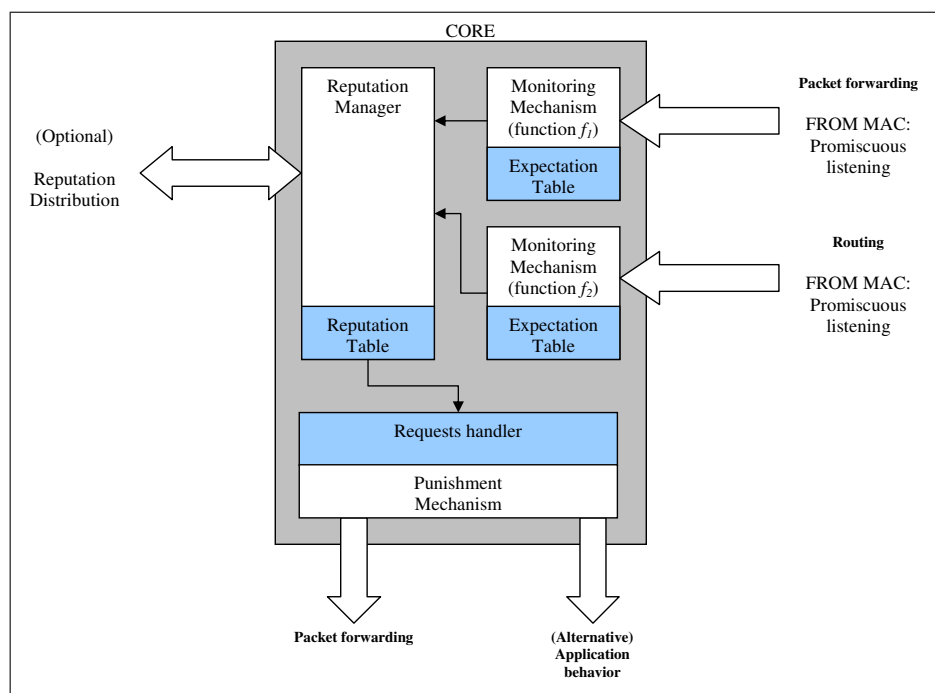 CORE
(Optional)
Reputation
Distribution
Reputation
Manager
Reputation
Table
Monitoring
Mechanism
(function f1)
Expectation
Table
Monitoring
Mechanism
(function f2)
Expectation
Table
Packet forwarding
FROM MAC:
Promiscuous
listening
Routing
FROM MAC:
Promiscuous
listening
Requests handler
Punishment
Mechanism
Packet forwarding
(Alternative)
Application
behavior